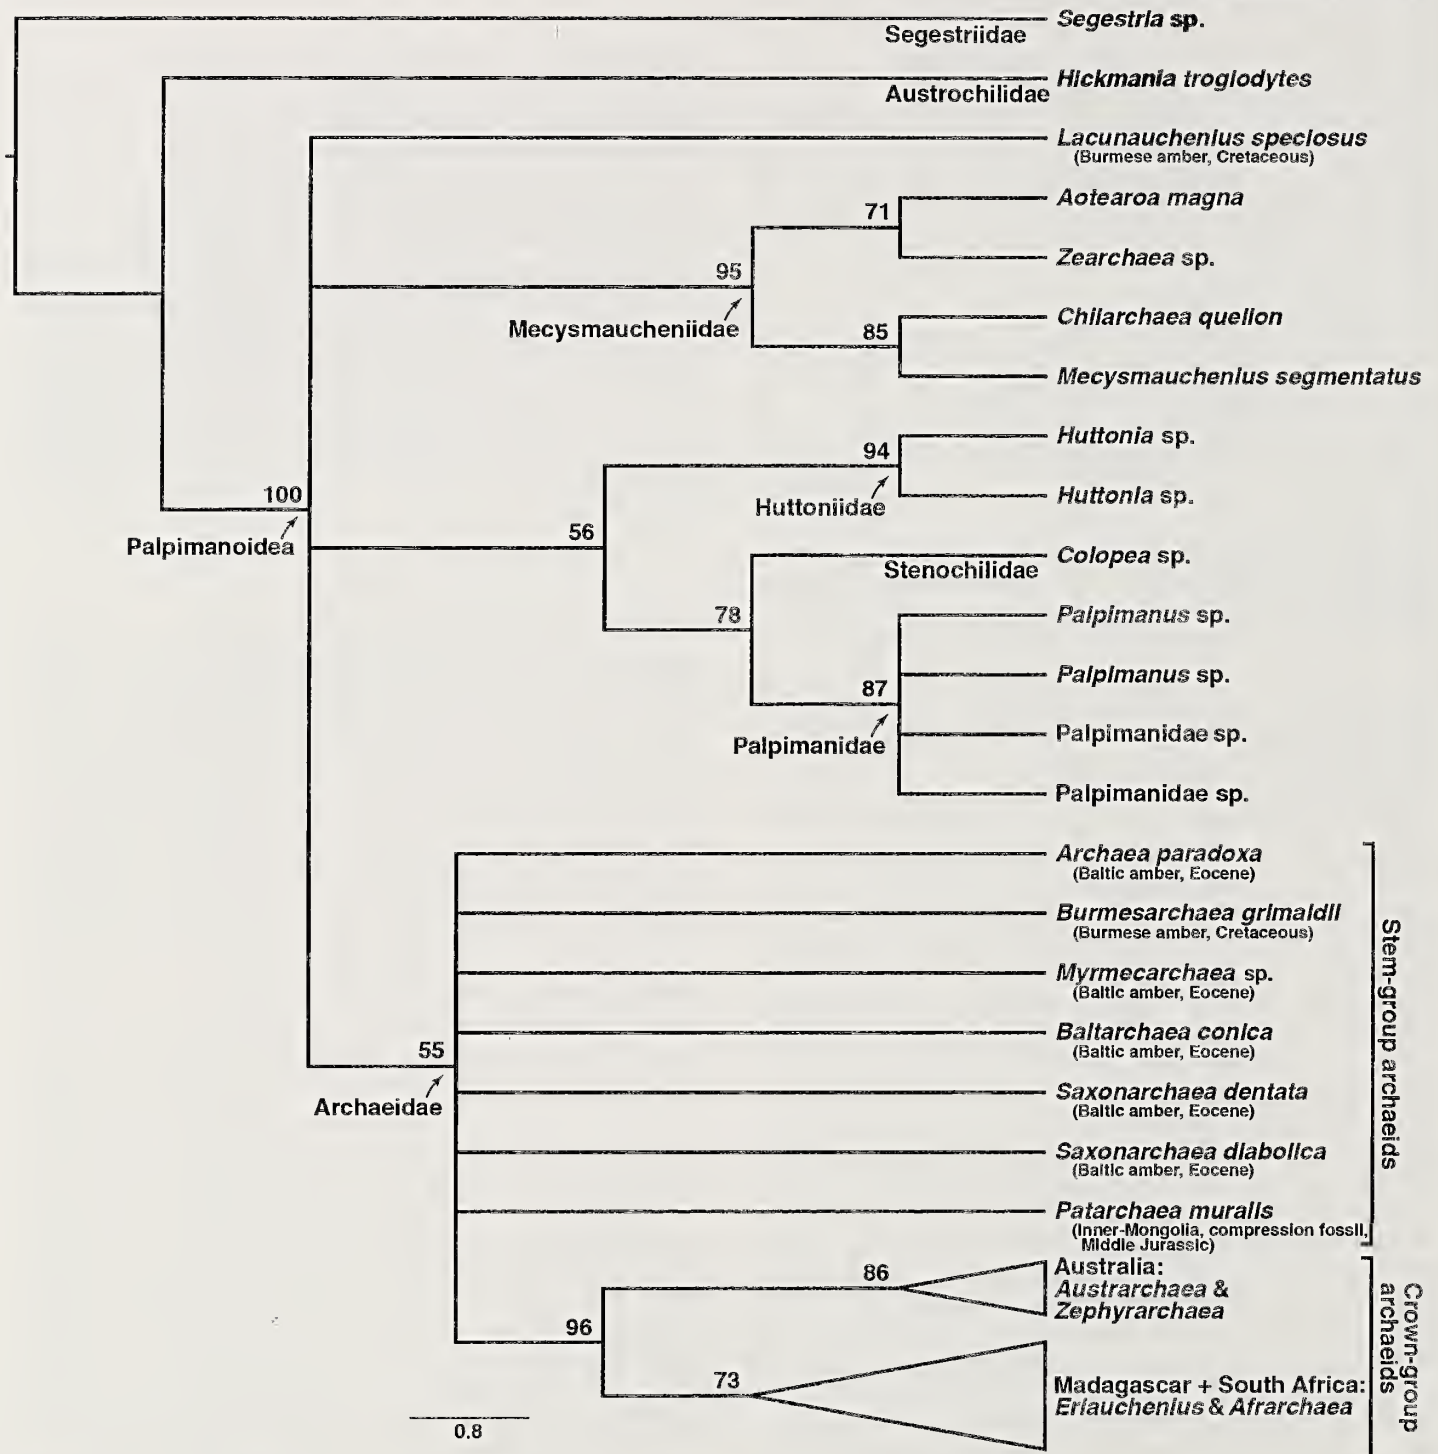 Segestria sp.
Segestriidae
Hickmania troglodytes
Austrochilidae
Lacunauchenius speciosus
(Burmese amber, Cretaceous)
Aotearoa magna
71
Zearchaea sp.
95
Mecysmaucheniidae
Chilarchaea quellon
85
Mecysmauchenius segmentatus
Huttonia sp.
94
Huttoniidae
Huttonia sp.
100
Palpimanoidea
56
Colopea sp.
Stenochilidae
78
Palpimanus sp.
Palpimanus sp.
87
Palpimanidae
Palpimanidae sp.
Palpimanidae sp.
Archaea paradoxa
(Baltic amber, Eocene)
Burmesarchaea grimaldii
(Burmese amber, Cretaceous)
Myrmecarchaea sp.
(Baltic amber, Eocene)
Baltarchaea conica
(Baltic amber, Eocene)
55
Archaeidae
Saxonarchaea dentata
(Baltic amber, Eocene)
Saxonarchaea diabolica
(Baltic amber, Eocene)
Patarchaea muralis
(Inner-Mongolia, compression fossil,
Middle Jurassic)
Stem-group archaeids
86
Australia:
Austrarchaea &
Zephyrarchaea
96
73
Madagascar + South Africa:
Eriauchenius & Afrarchaea
Crown-group
archaeids
0.8